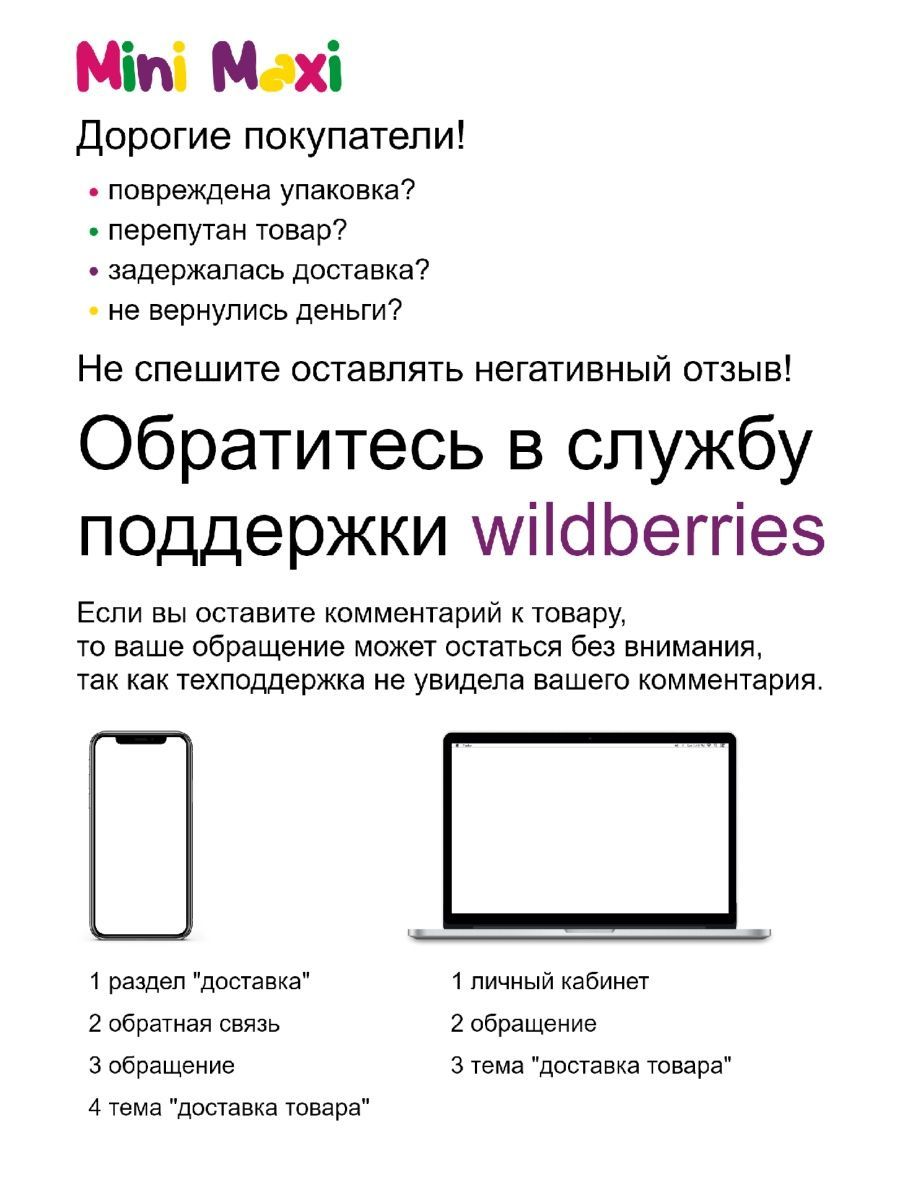 Mini Maxi
Дорогие покупатели!
• повреждена упаковка?
• перепутан товар?
• задержалась доставка?
• не вернулись деньги?
Не спешите оставлять негативный отзыв!
Обратитесь в службу
поддержки wildberries
Если вы оставите комментарий к товару,
то ваше обращение может остаться без внимания,
так как техподдержка не увидела вашего комментария.
1 раздел "доставка"
2 обратная связь
3 обращение
4 тема "доставка товара"
1 личный кабинет
2 обращение
3 тема "доставка товара"